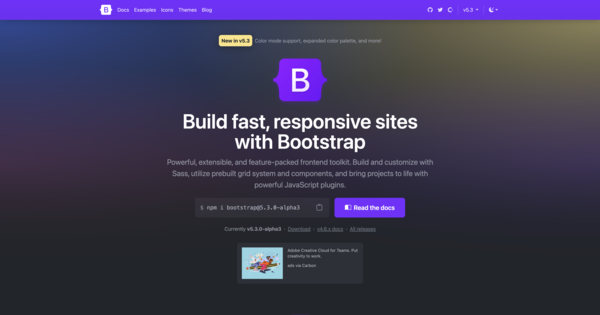 B Docs Examples Icons Themes Blog v5.3
New in v5.3 Color mode support, expanded color palette, and more!
B
Build fast, responsive sites
with Bootstrap
Powerful, extensible, and feature-packed frontend toolkit. Build and customize with
Sass, utilize prebuilt grid system and components, and bring projects to life with
powerful JavaScript plugins.
$ npm i bootstrap@5.3.0-alpha3 Read the docs
Currently v5.3.0-alpha3 · Download · v4.6.x docs · All releases
Adobe Creative Cloud for Teams. Put
creativity to work.
ads via Carbon